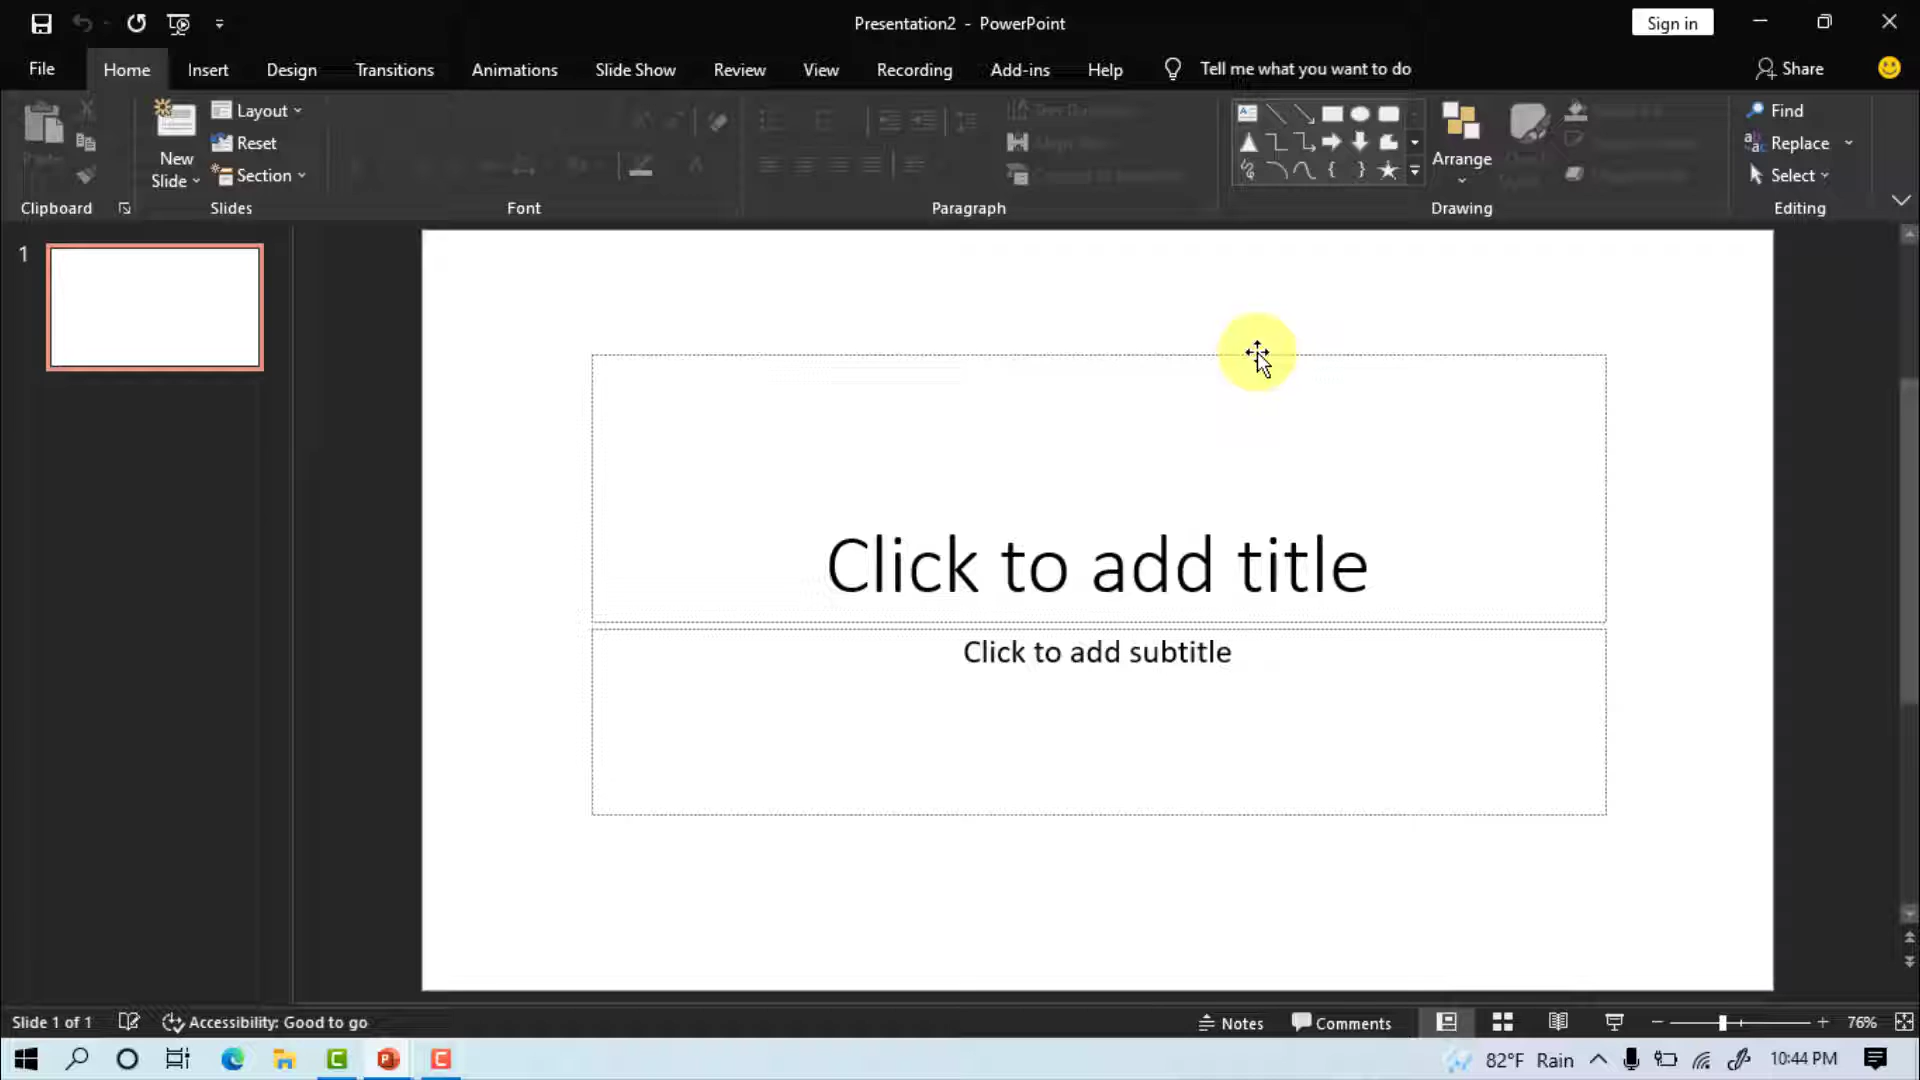 Presentation2 - PowerPoint
Sign in
File Home Insert Design Transitions Animations Slide Show Review View Recording Add-ins Help Tell me what you want to do Share
New Slide
Layout
Reset
Section
Arrange
Find
Replace
Select
Clipboard Slides Font Paragraph Drawing Editing
1
Click to add title
Click to add subtitle
Slide 1 of 1 Accessibility: Good to go Notes Comments 76%
82°F Rain 10:44 PM